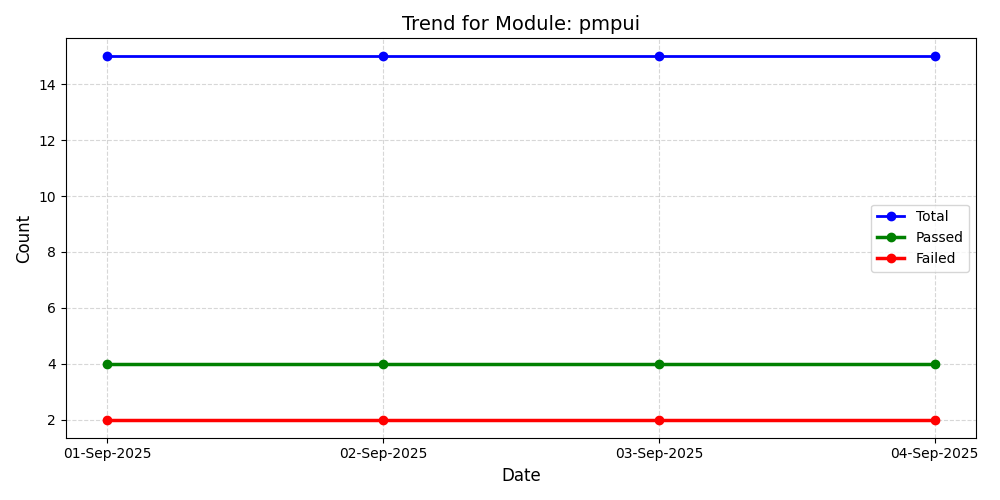 Trend for Module: pmpui
Count
14
12
10
8
6
4
2
Total
Passed
Failed
01-Sep-2025 02-Sep-2025 03-Sep-2025 04-Sep-2025
Date